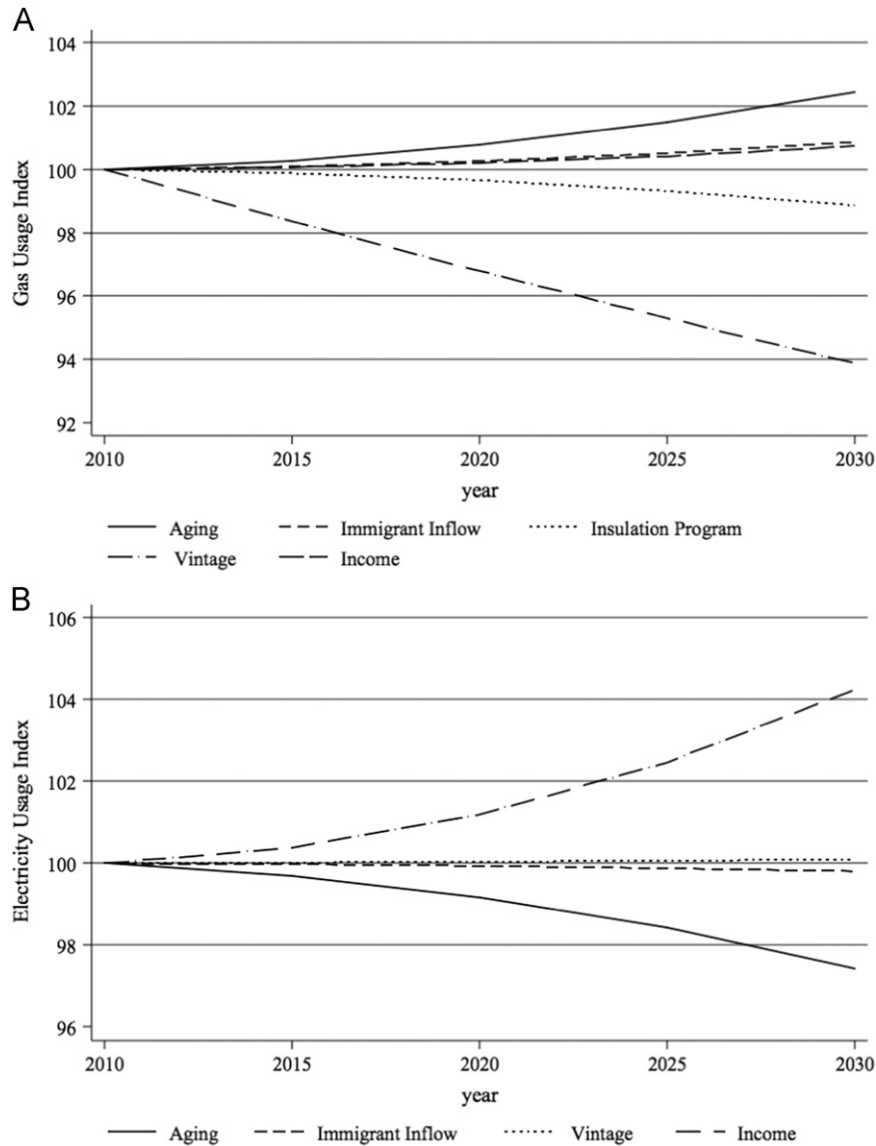 A
104
102
100
98
96
94
92
Gas Usage Index
2010 2015 2020 2025 2030
year
Aging Immigrant Inflow Insulation Program
Vintage Income
B
106
104
102
100
98
96
Electricity Usage Index
2010 2015 2020 2025 2030
year
Aging Immigrant Inflow Vintage Income